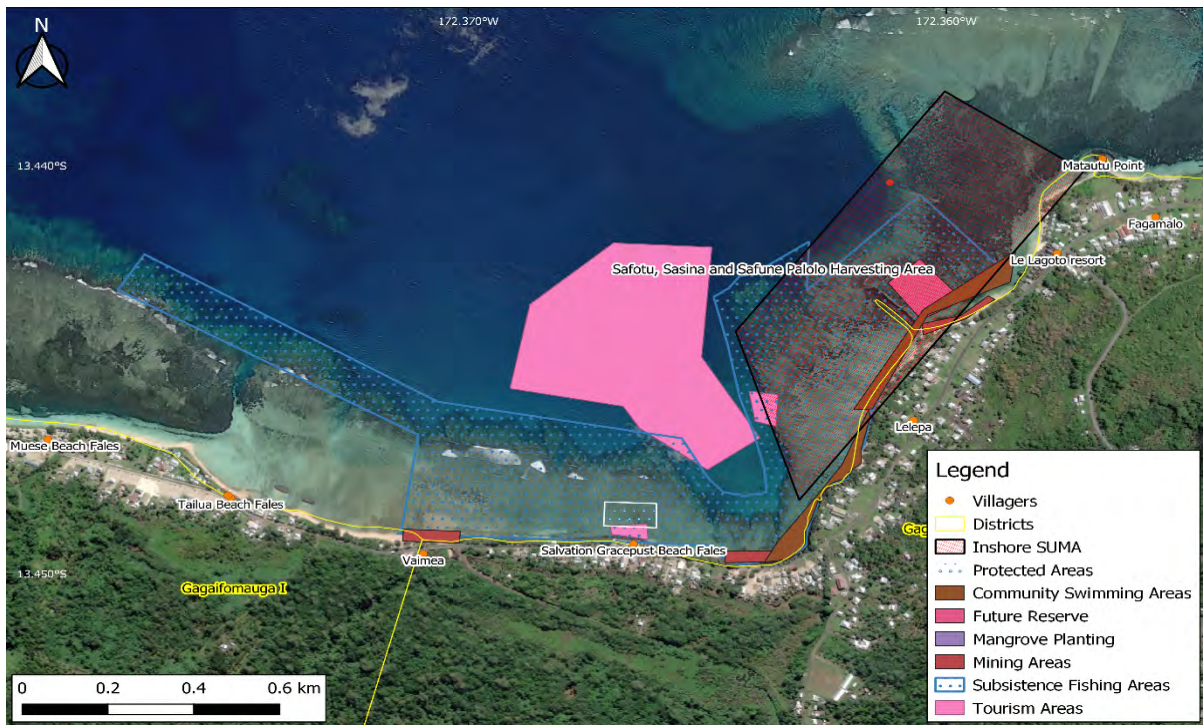 N
172.370°W
172.360°W
13.440°S
Matautu Point
Fagamalo
Le Lagoto resort
Safotu, Sasina and Safune Palolo Harvesting Area
Muese Beach Fales
Lelepa
Tailua Beach Fales
Salvation Gracepust Beach Fales
Vaimea
13.450°S
Gagaifomauga I
Legend
Villagers
Districts
Inshore SUMA
Protected Areas
Community Swimming Areas
Future Reserve
Mangrove Planting
Mining Areas
Subsistence Fishing Areas
Tourism Areas
0 0.2 0.4 0.6 km